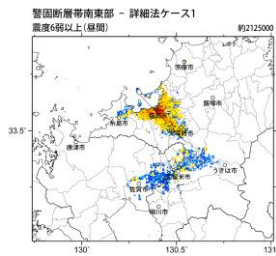 警固断層帯南東部 - 詳細法ケース1
震度6弱以上(昼間)
約2125000
宗像市
飯塚市
糸島市
33.5˚
唐津市
うきは市
佐賀市
柳川市
130˚
130.5˚
131